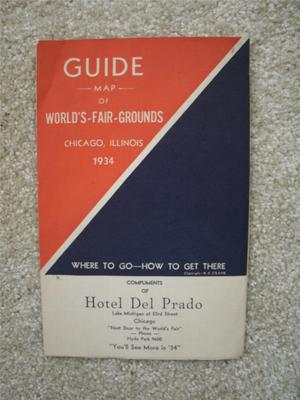 GUIDE
MAP
OF
WORLD'S-FAIR-GROUNDS
CHICAGO, ILLINOIS
1934
WHERE TO GO—HOW TO GET THERE
COMPLIMENTS
OF
Hotel Del Prado
Lake Michigan at 53rd Street
Chicago
"Next Door to the World's Fair"
— Phone —
Hyde Park 9600
"You'll See More in '34"